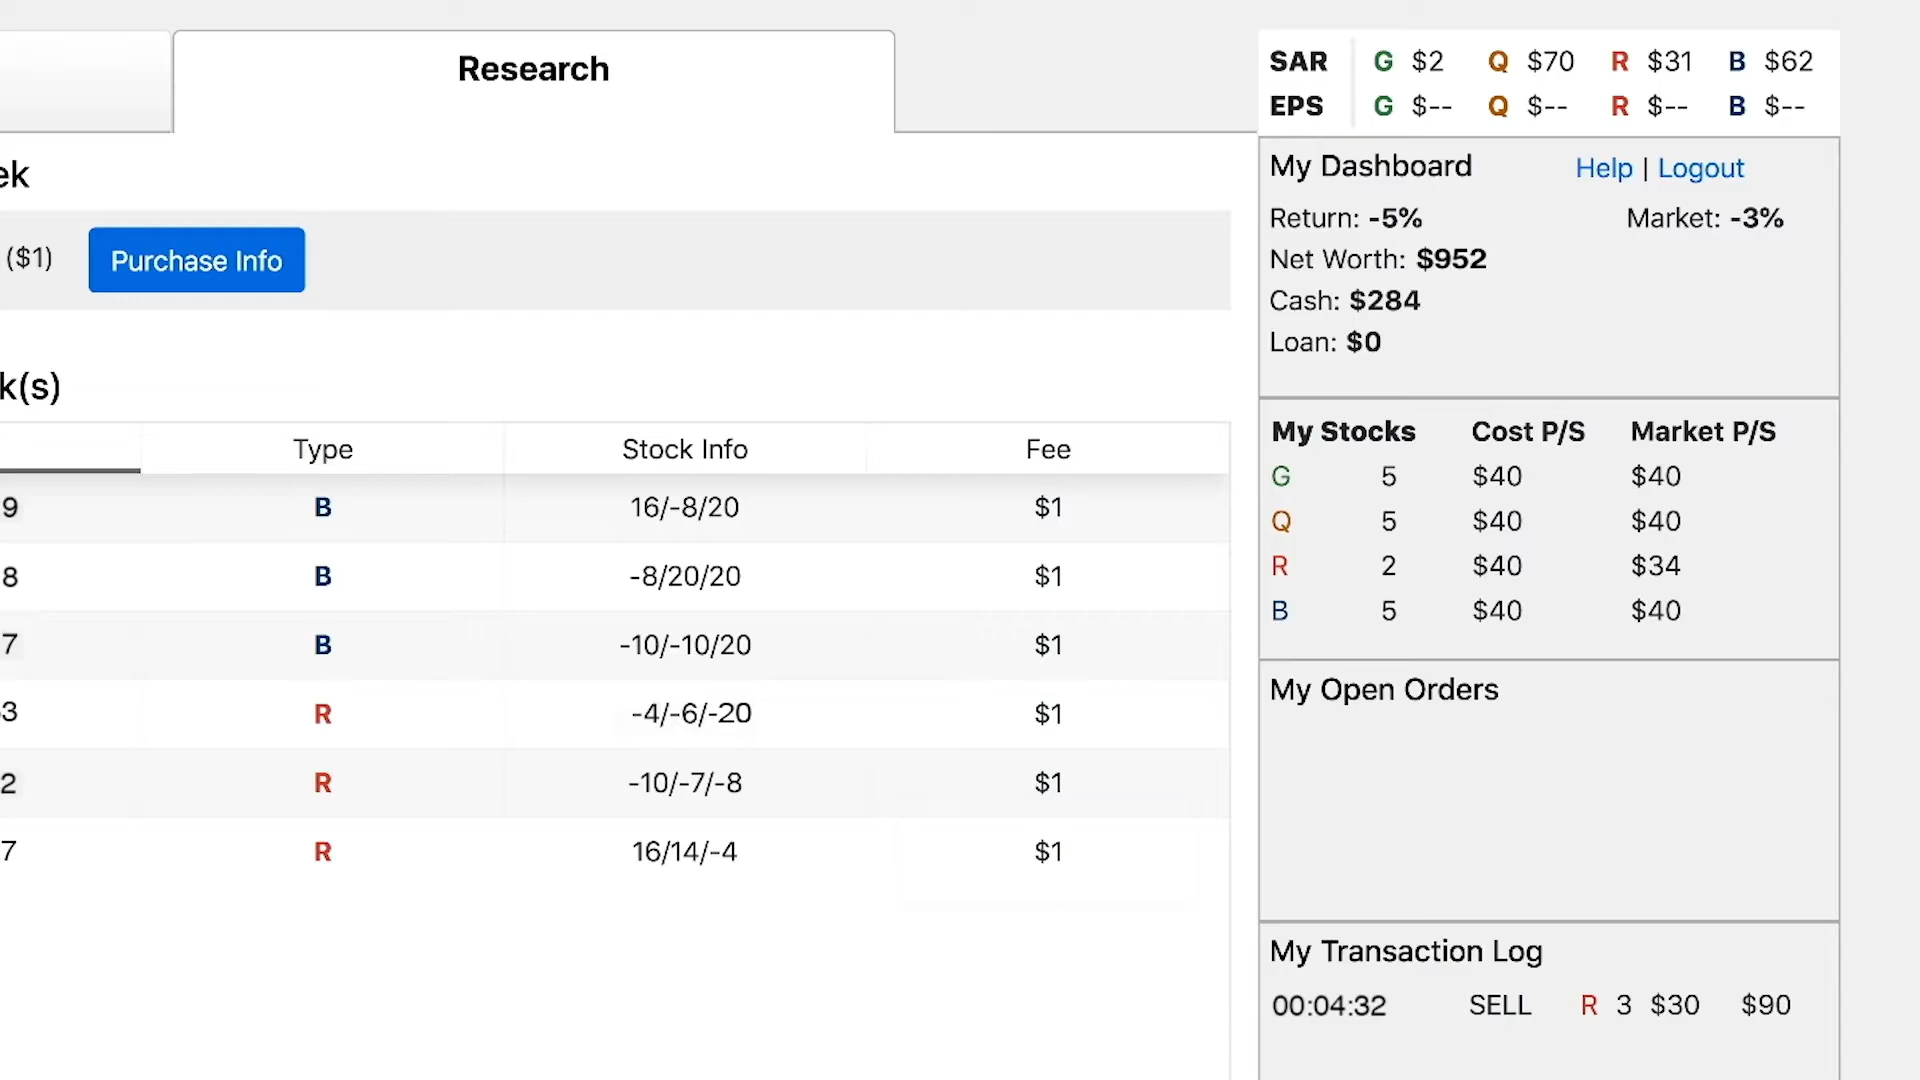 Research
ek
($1) Purchase Info
k(s)
Type Stock Info Fee
9 B 16/-8/20 $1
8 B -8/20/20 $1
7 B -10/-10/20 $1
3 R -4/-6/-20 $1
2 R -10/-7/-8 $1
7 R 16/14/-4 $1
SAR G $2 Q $70 R $31 B $62
EPS G $-- Q $-- R $-- B $--
My Dashboard Help | Logout
Return: -5% Market: -3%
Net Worth: $952
Cash: $284
Loan: $0
My Stocks Cost P/S Market P/S
G 5 $40 $40
Q 5 $40 $40
R 2 $40 $34
B 5 $40 $40
My Open Orders
My Transaction Log
00:04:32 SELL R 3 $30 $90